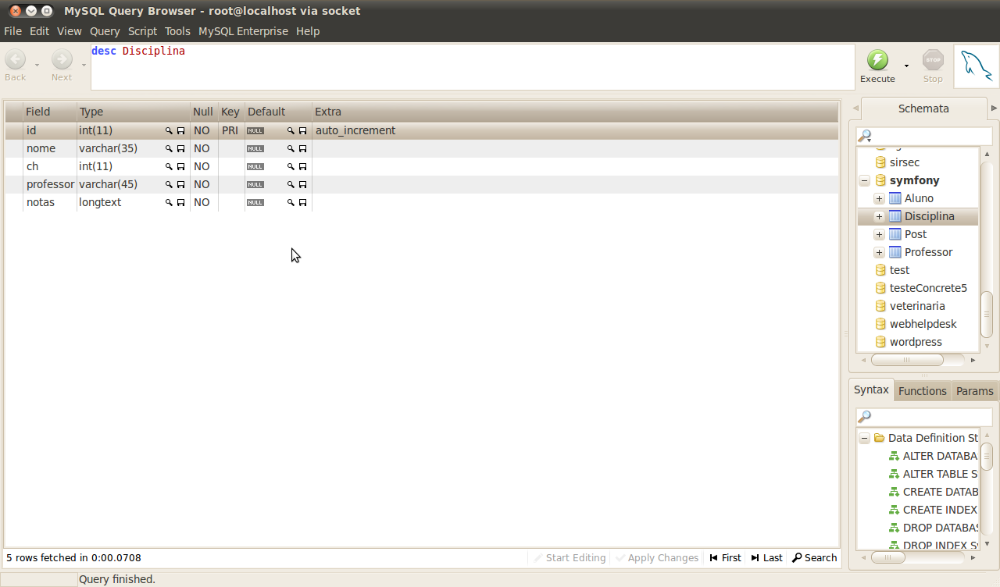 MySQL Query Browser - root@localhost via socket
File Edit View Query Script Tools MySQL Enterprise Help
desc Disciplina
Back Next Execute STOP Stop
Field Type Null Key Default Extra
id int(11) NO PRI NULL auto_increment
nome varchar(35) NO NULL
ch int(11) NO NULL
professor varchar(45) NO NULL
notas longtext NO NULL
Schemata
sirsec
symfony
Aluno
Disciplina
Post
Professor
test
testeConcrete5
veterinaria
webhelpdesk
wordpress
Syntax Functions Params
Data Definition St
ALTER DATABA
ALTER TABLE S
CREATE DATAB
CREATE INDEX
DROP DATABAS
DROP INDEX Sy
5 rows fetched in 0:00.0708 Start Editing Apply Changes First Last Search
Query finished.